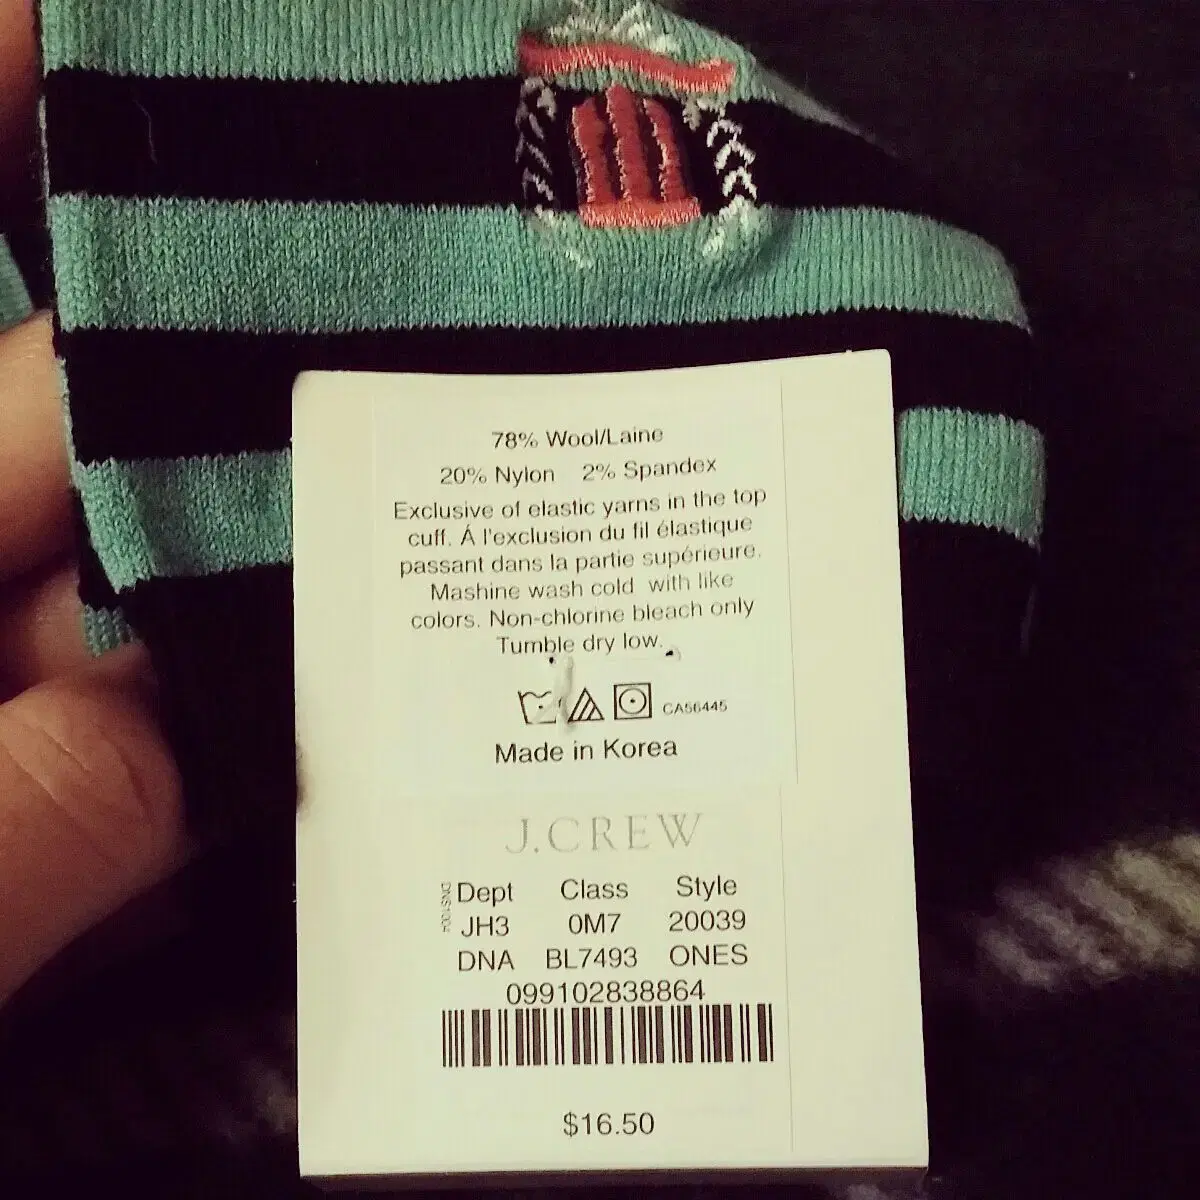 78% Wool/Laine
20% Nylon 2% Spandex
Exclusive of elastic yarns in the top
cuff. Á l'exclusion du fil élastique
passant dans la partie supérieure.
Mashine wash cold with like
colors. Non-chlorine bleach only
Tumble dry low.
CA56445
Made in Korea
J.CREW
Dept Class Style
JH3 0M7 20039
DNA BL7493 ONES
099102838864
$16.50